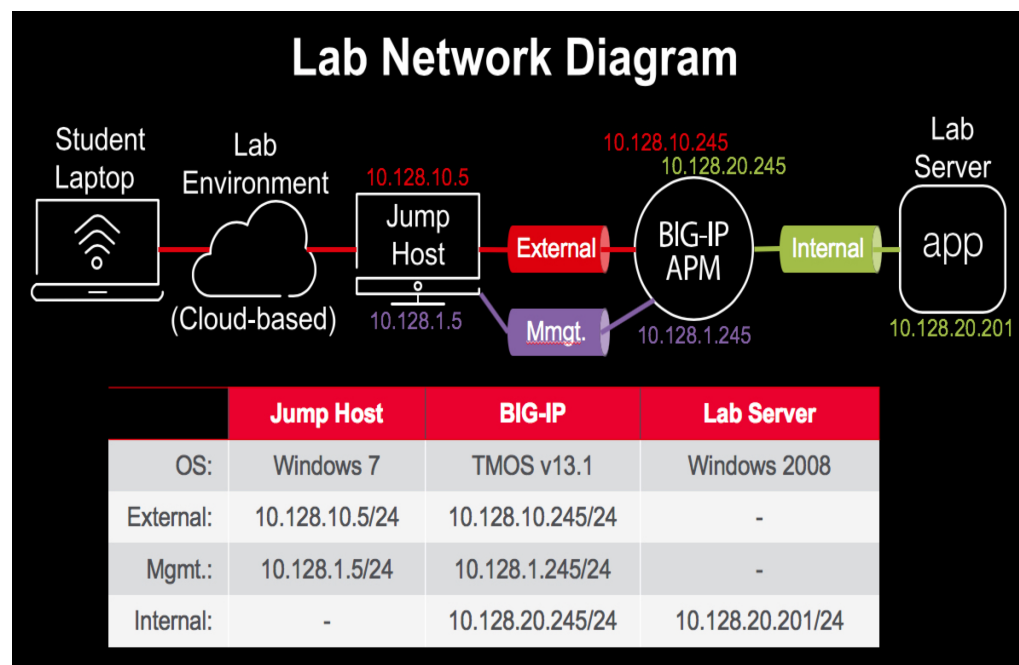 Lab Network Diagram
Student
Laptop
Lab
Environment
(Cloud-based)
10.128.10.5
Jump
Host
10.128.1.5
External
Mmgt.
10.128.10.245
10.128.20.245
BIG-IP
APM
10.128.1.245
Internal
Lab
Server
app
10.128.20.201
Jump Host BIG-IP Lab Server
OS: Windows 7 TMOS v13.1 Windows 2008
External: 10.128.10.5/24 10.128.10.245/24 -
Mgmt.: 10.128.1.5/24 10.128.1.245/24 -
Internal: - 10.128.20.245/24 10.128.20.201/24